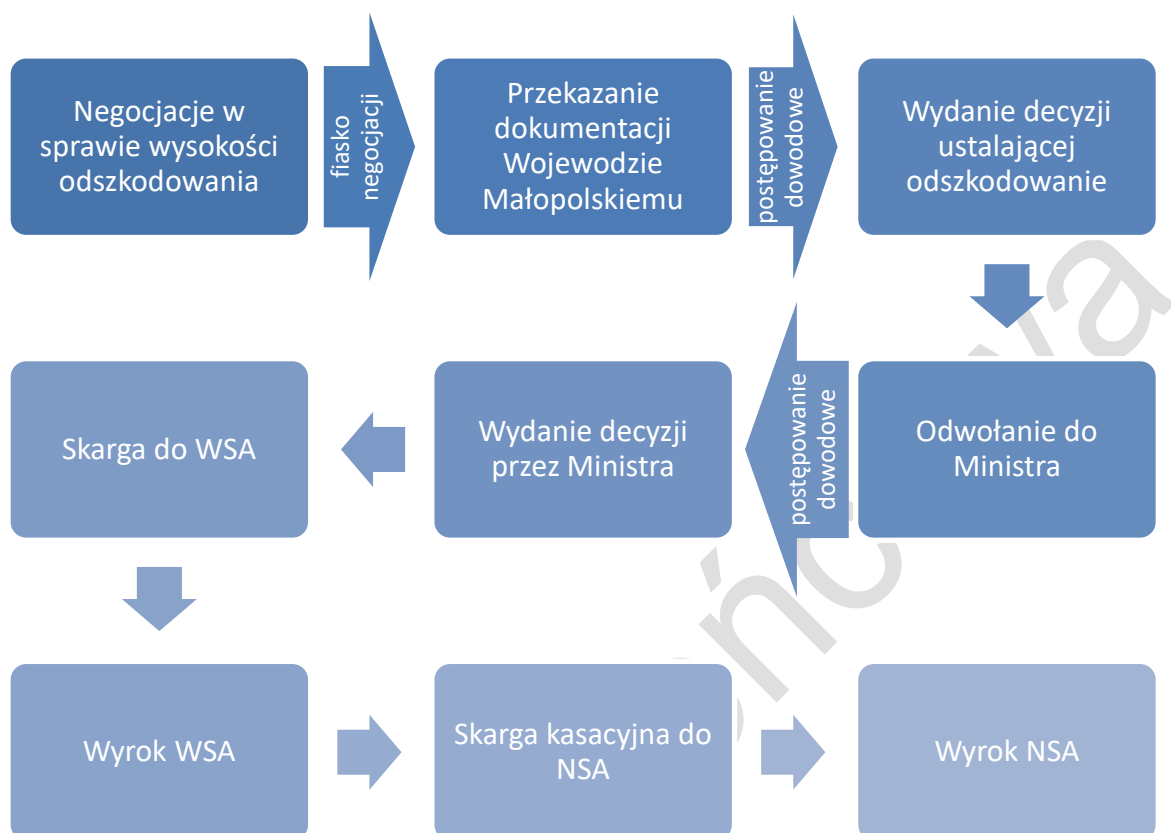 Negocjacje w
sprawie wysokości
odszkodowania
fiasko
negocjacji
Przekazanie
dokumentacji
Wojewodzie
Małopolskiemu
postępowanie
dowodowe
Wydanie decyzji
ustalającej
odszkodowanie
Odwołanie do
Ministra
postępowanie
dowodowe
Wydanie decyzji
przez Ministra
Skarga do WSA
Wyrok WSA
Skarga kasacyjna do
NSA
Wyrok NSA